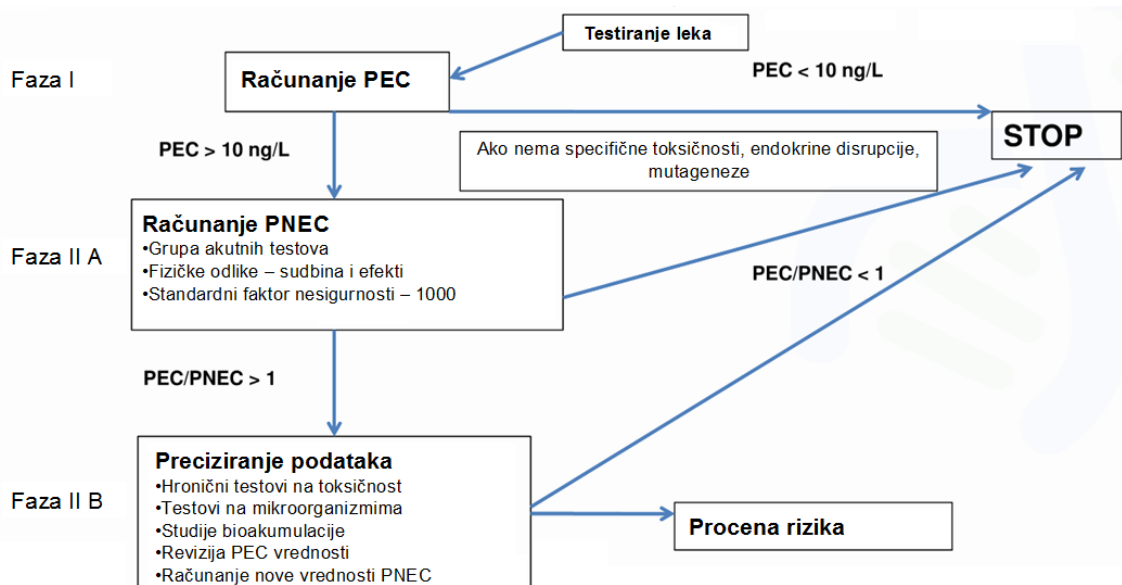 Testiranje leka
Faza I
Računanje PEC
PEC < 10 ng/L
STOP
PEC > 10 ng/L
Ako nema specifične toksičnosti, endokrine disrupcije,
mutageneze
Faza II A
Računanje PNEC
•Grupa akutnih testova
•Fizičke odlike – sudbina i efekti
•Standardni faktor nesigurnosti – 1000
PEC/PNEC < 1
PEC/PNEC > 1
Faza II B
Preciziranje podataka
•Hronični testovi na toksičnost
•Testovi na mikroorganizmima
•Studije bioakumulacije
•Revizija PEC vrednosti
•Računanje nove vrednosti PNEC
Procena rizika